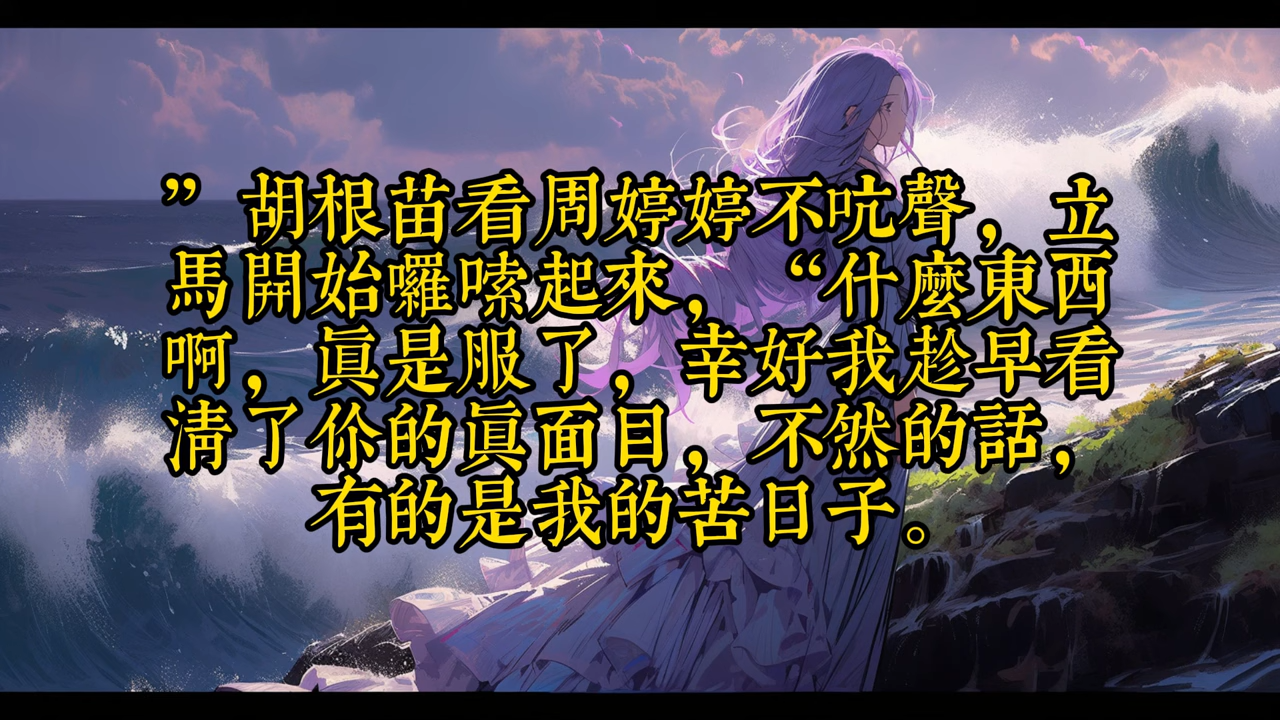 ”胡根苗看周婷婷不吭聲，立
馬開始囉嗦起來，“什麼東西
啊，眞是服了，幸好我趁早看
清了你的眞面目，不然的話，
有的是我的苦日子。